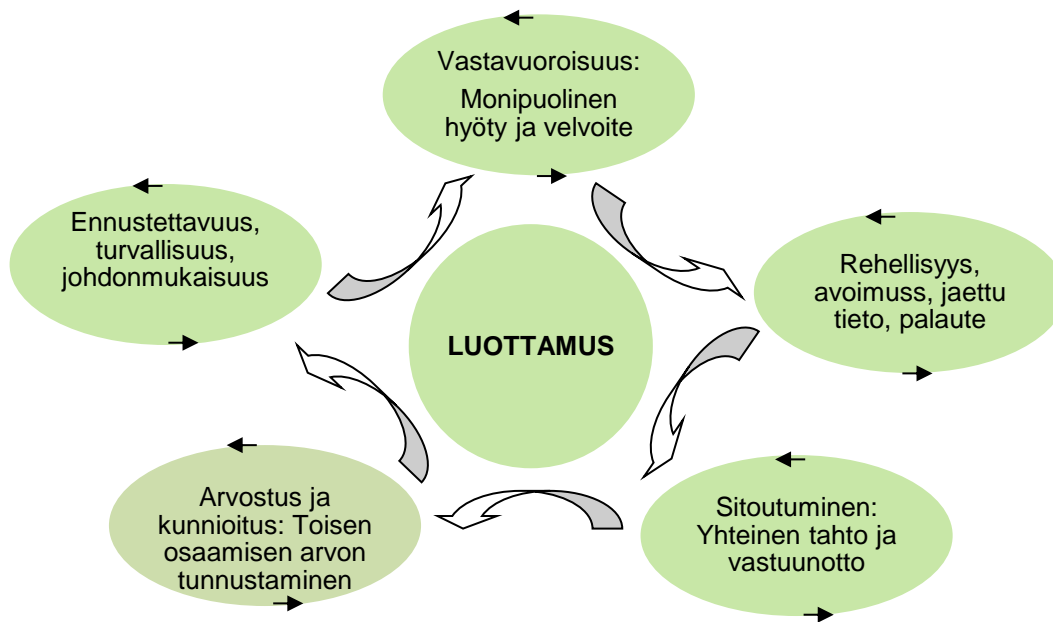 Vastavuoroisuus:
Monipuolinen
hyöty ja velvoite
Ennustettavuus,
turvallisuus,
johdonmukaisuus
Rehellisyys,
avoimuss, jaettu
tieto, palaute
LUOTTAMUS
Arvostus ja
kunnioitus: Toisen
osaamisen arvon
tunnustaminen
Sitoutuminen:
Yhteinen tahto ja
vastuunotto